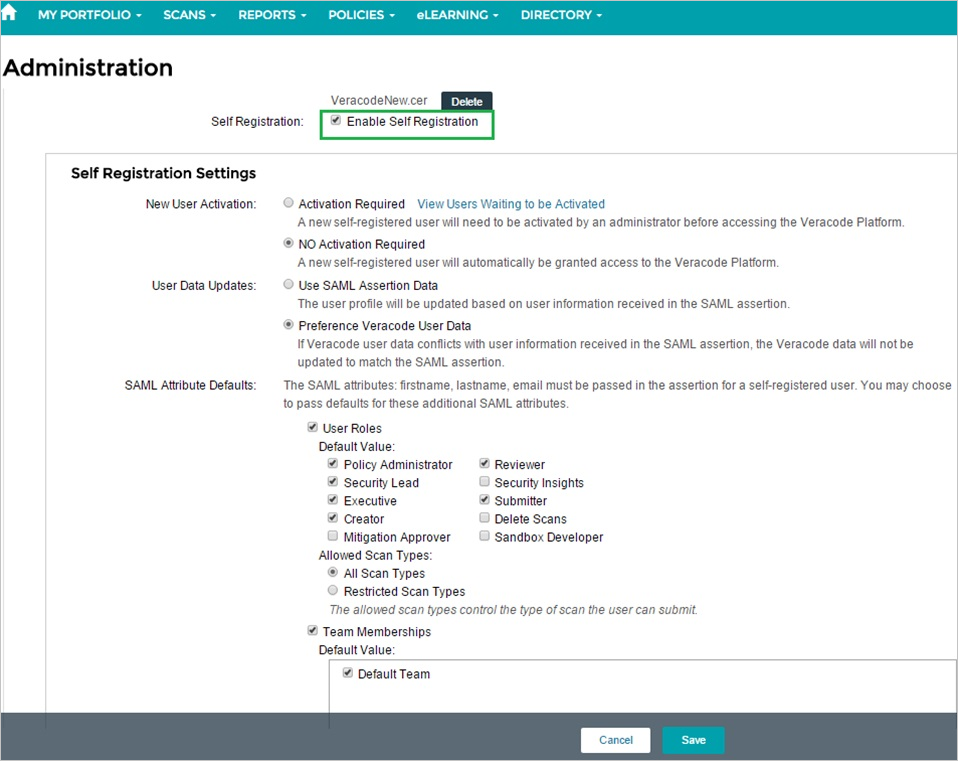 MY PORTFOLIO SCANS REPORTS POLICIES eLEARNING DIRECTORY
Administration
VeracodeNew.cer Delete
Self Registration: Enable Self Registration
Self Registration Settings
New User Activation: Activation Required View Users Waiting to be Activated
A new self-registered user will need to be activated by an administrator before accessing the Veracode Platform.
NO Activation Required
A new self-registered user will automatically be granted access to the Veracode Platform.
User Data Updates: Use SAML Assertion Data
The user profile will be updated based on user information received in the SAML assertion.
Preference Veracode User Data
If Veracode user data conflicts with user information received in the SAML assertion, the Veracode data will not be
updated to match the SAML assertion.
SAML Attribute Defaults: The SAML attributes: firstname, lastname, email must be passed in the assertion for a self-registered user. You may choose
to pass defaults for these additional SAML attributes.
User Roles
Default Value:
Policy Administrator Reviewer
Security Lead Security Insights
Executive Submitter
Creator Delete Scans
Mitigation Approver Sandbox Developer
Allowed Scan Types:
All Scan Types
Restricted Scan Types
The allowed scan types control the type of scan the user can submit.
Team Memberships
Default Value:
Default Team
Cancel Save